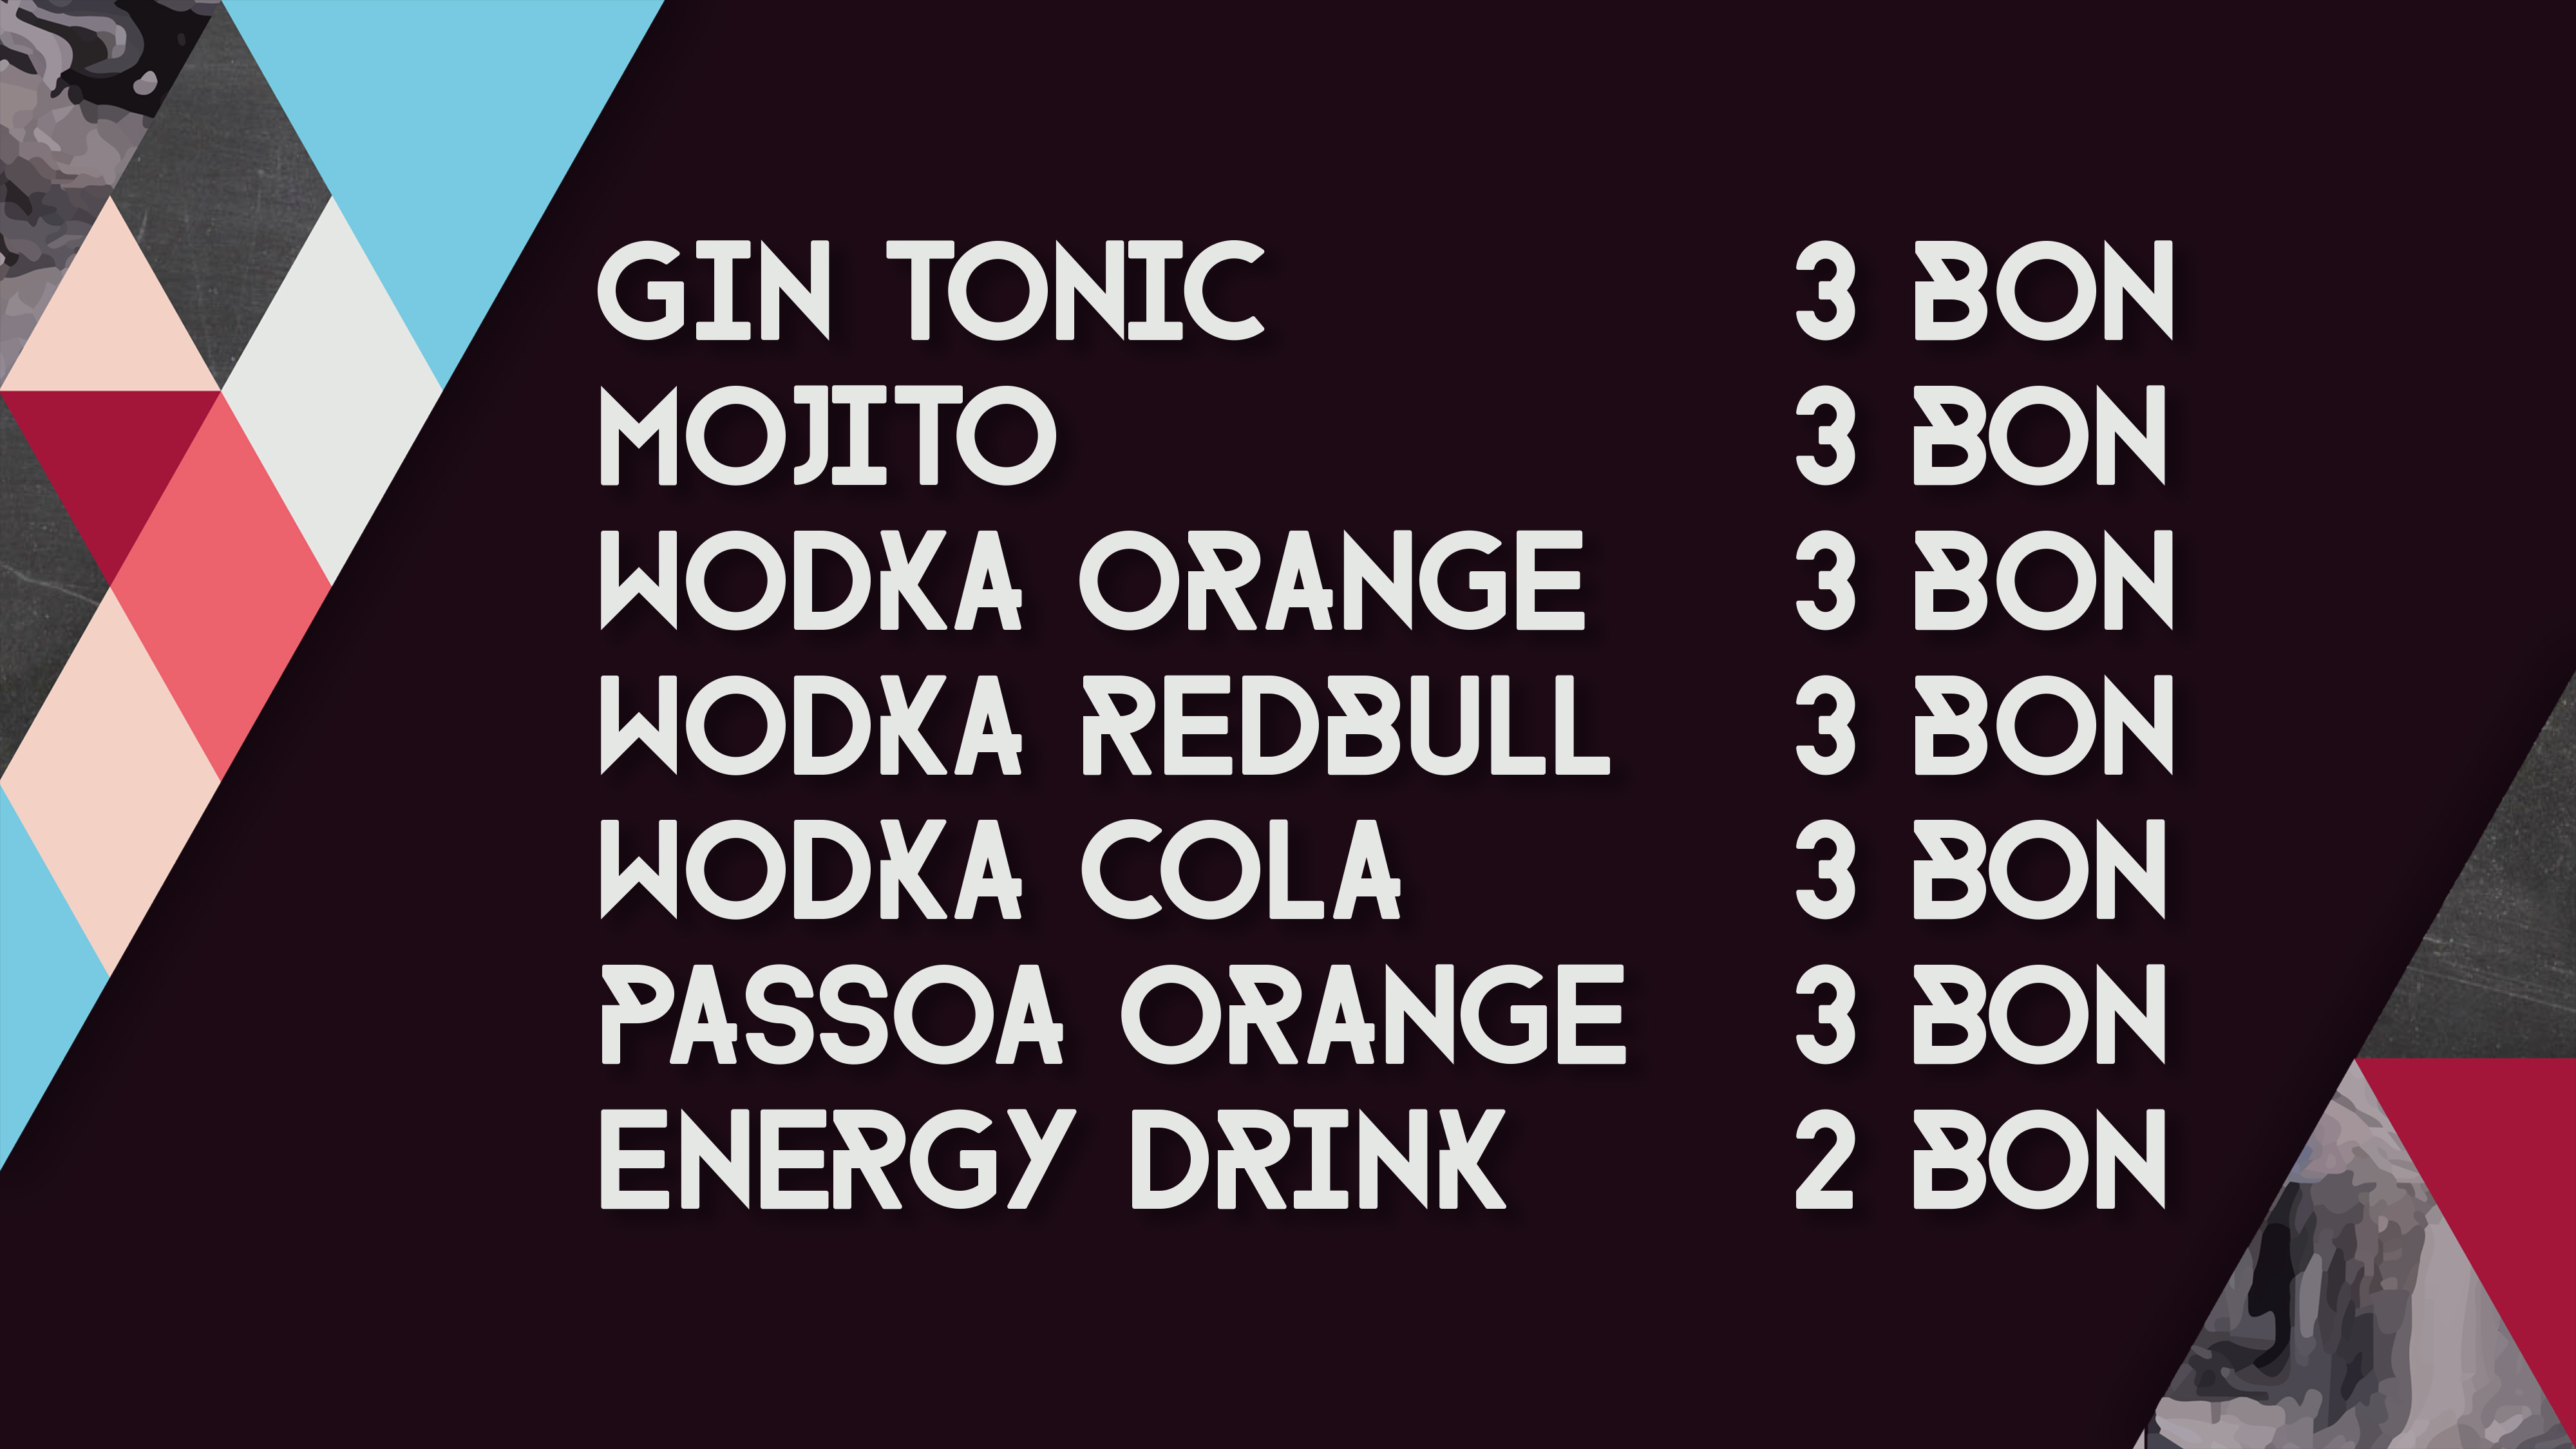 GIN TONIC 3 BON
MOJITO 3 BON
WODKA ORANGE 3 BON
WODKA REDBULL 3 BON
WODKA COLA 3 BON
PASSOA ORANGE 3 BON
ENERGY DRINK 2 BON